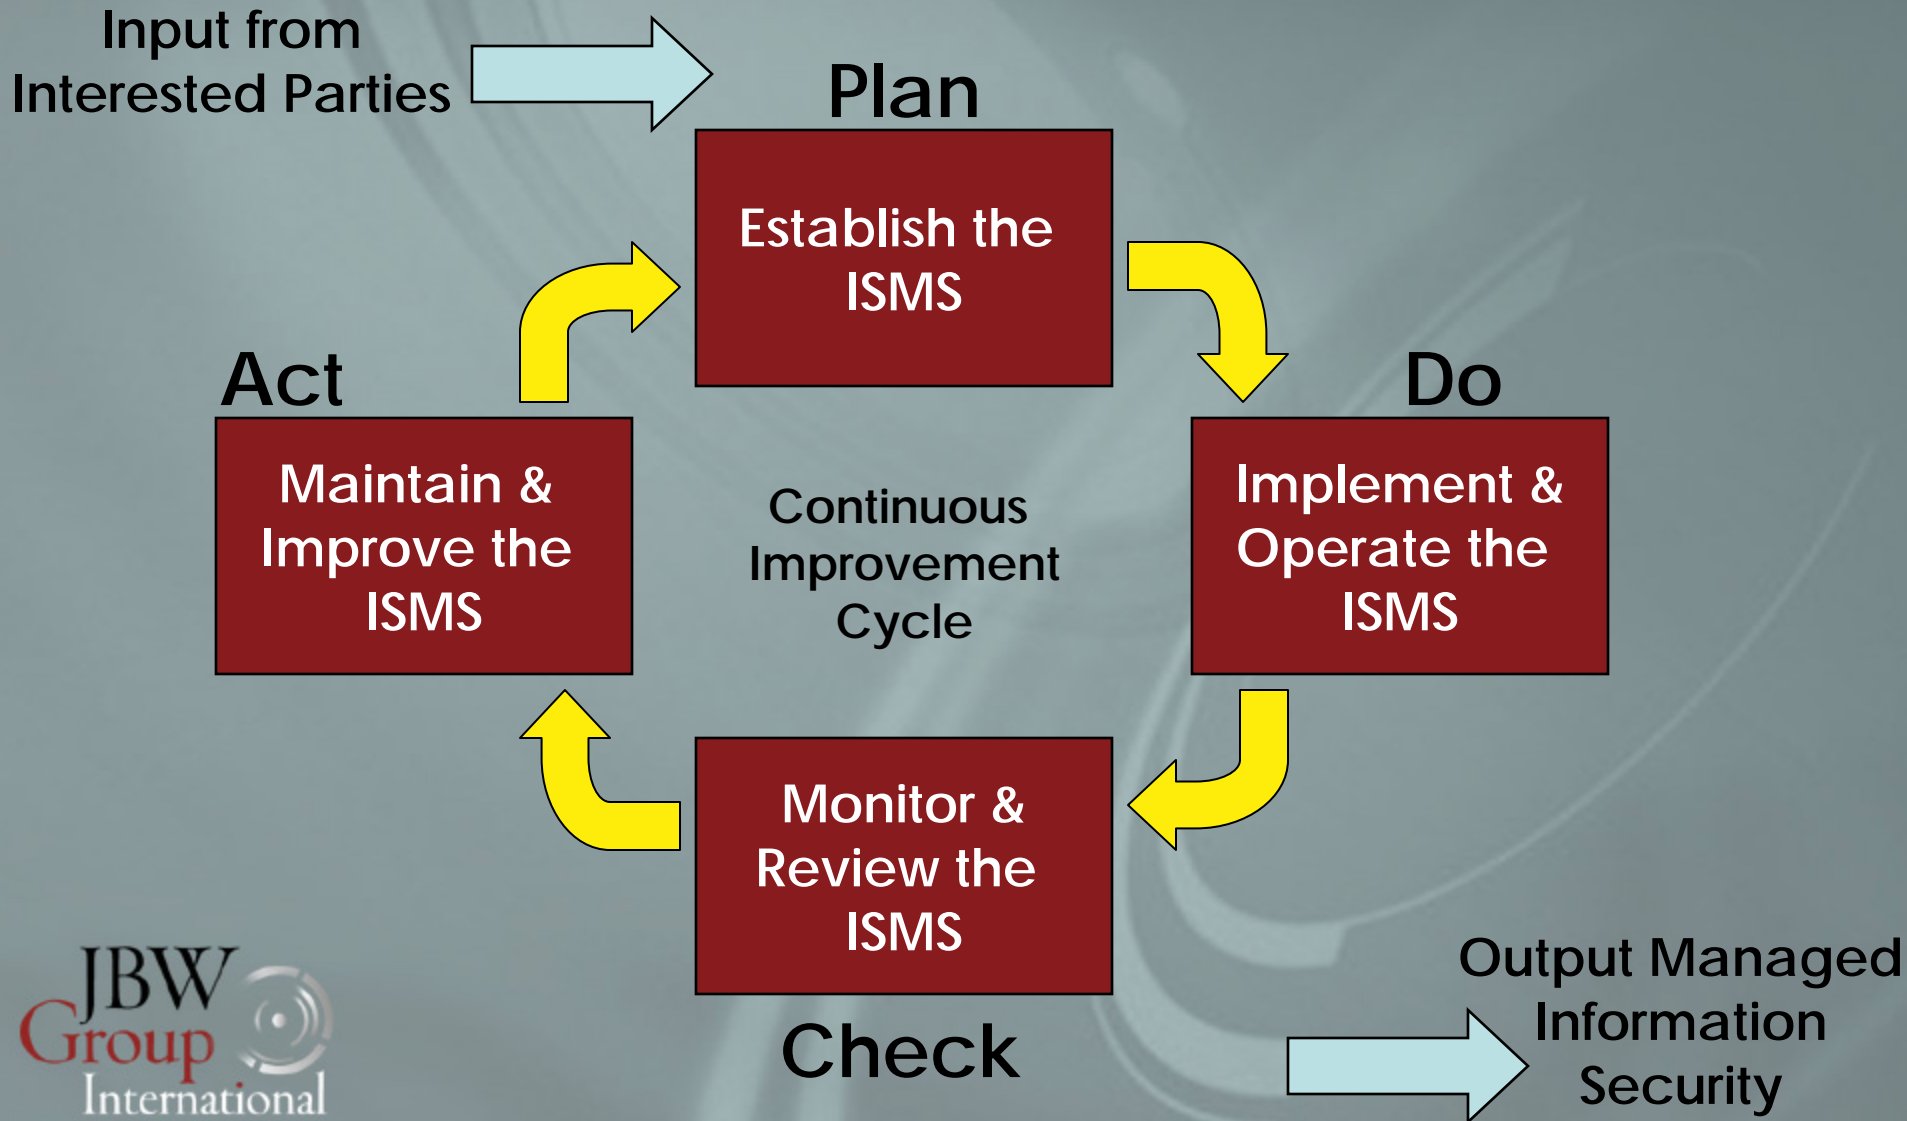 Input from
Interested Parties
Plan
Establish the
ISMS
Act
Maintain &
Improve the
ISMS
Continuous
Improvement
Cycle
Do
Implement &
Operate the
ISMS
Monitor &
Review the
ISMS
Check
Output Managed
Information
Security
JBW
Group
International